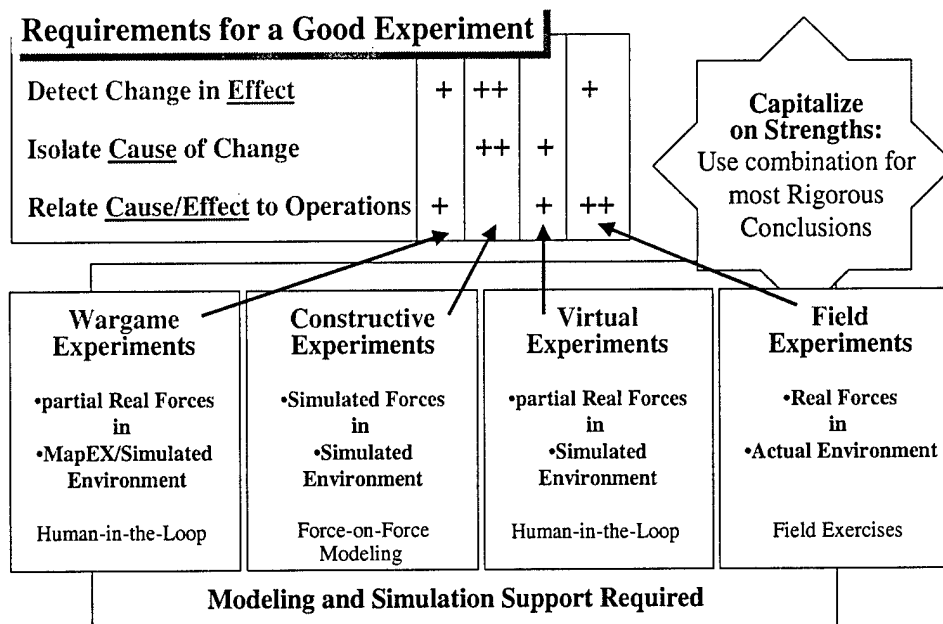 Requirements for a Good Experiment
Detect Change in Effect + ++ +
Isolate Cause of Change ++ +
Relate Cause/Effect to Operations + + ++
Capitalize
on Strengths:
Use combination for
most Rigorous
Conclusions
Wargame
Experiments
•partial Real Forces
in
•MapEX/Simulated
Environment
Human-in-the-Loop
Constructive
Experiments
•Simulated Forces
in
•Simulated
Environment
Force-on-Force
Modeling
Virtual
Experiments
•partial Real Forces
in
•Simulated
Environment
Human-in-the-Loop
Field
Experiments
•Real Forces
in
•Actual Environment
Field Exercises
Modeling and Simulation Support Required